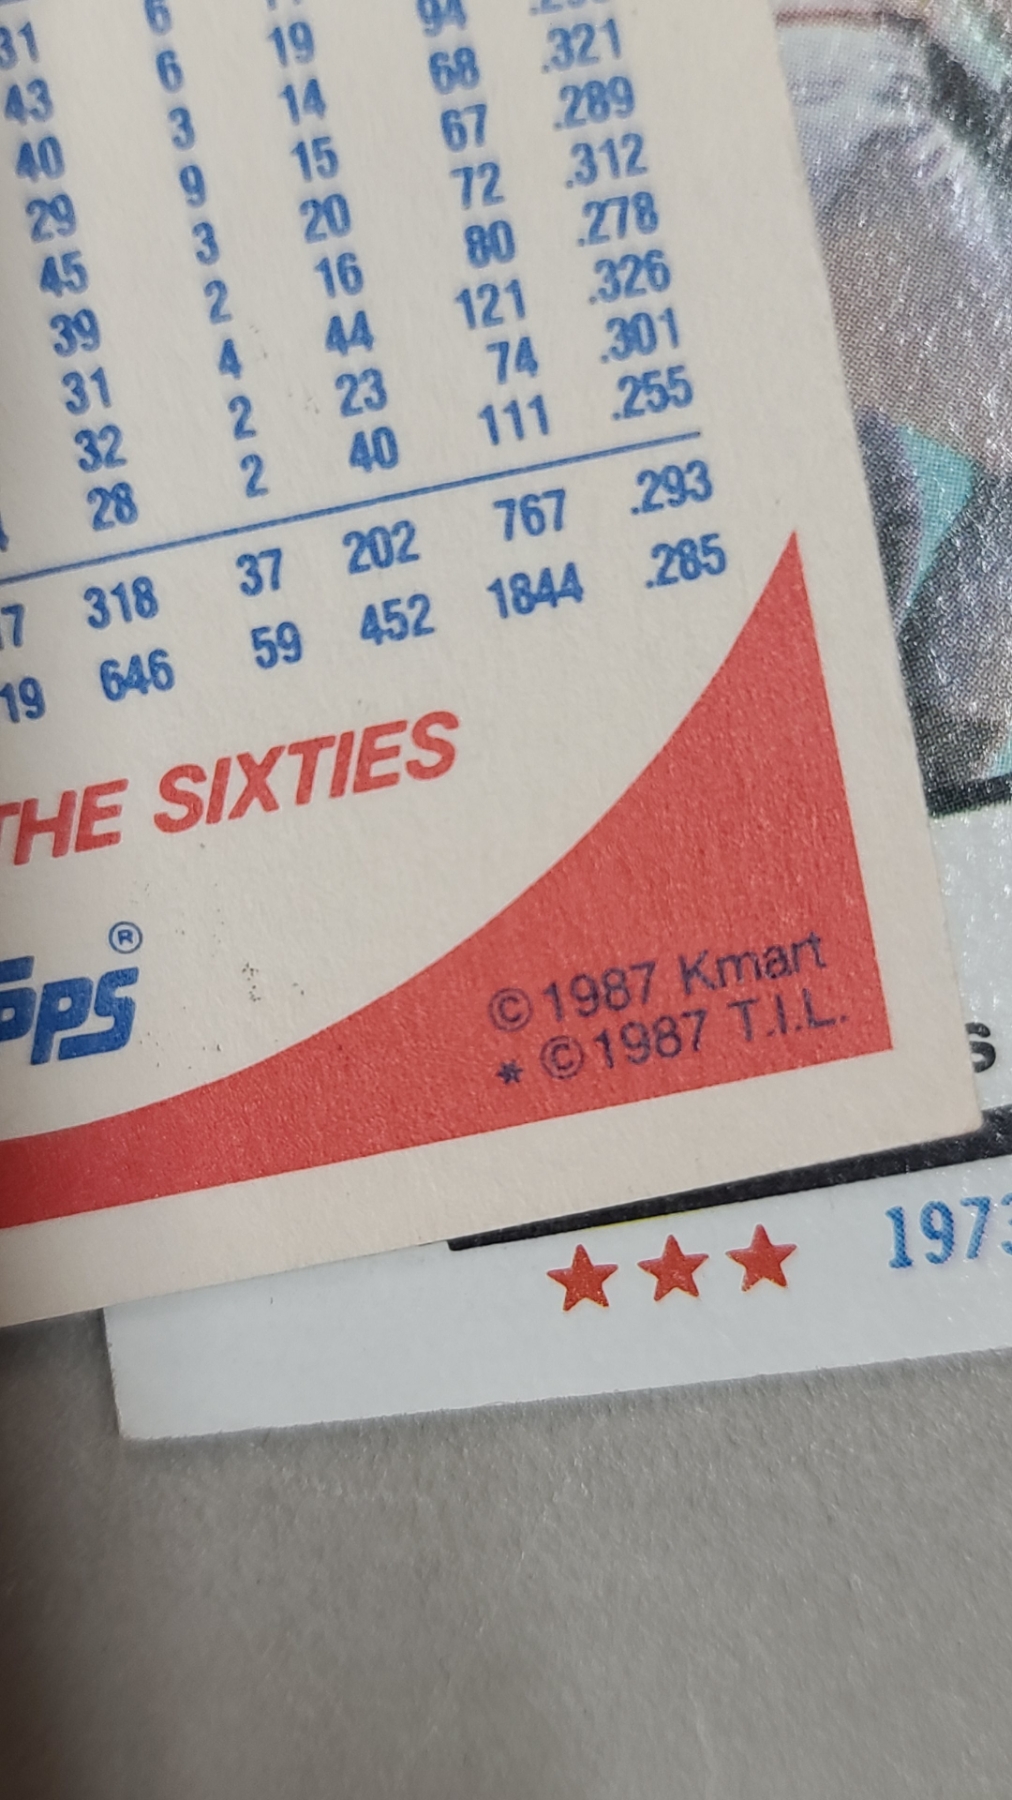 31 6 94
43 6 19 68 .321
40 3 14 67 .289
29 9 15 72 .312
45 3 20 80 .278
39 2 16 121 .326
31 4 44 74 .301
32 2 23 111 .255
28 2 40
318 37 202 767 .293
19 646 59 452 1844 .285
THE SIXTIES
®
©1987 Kmart
* ©1987 T.I.L.
s
★★★ 1973